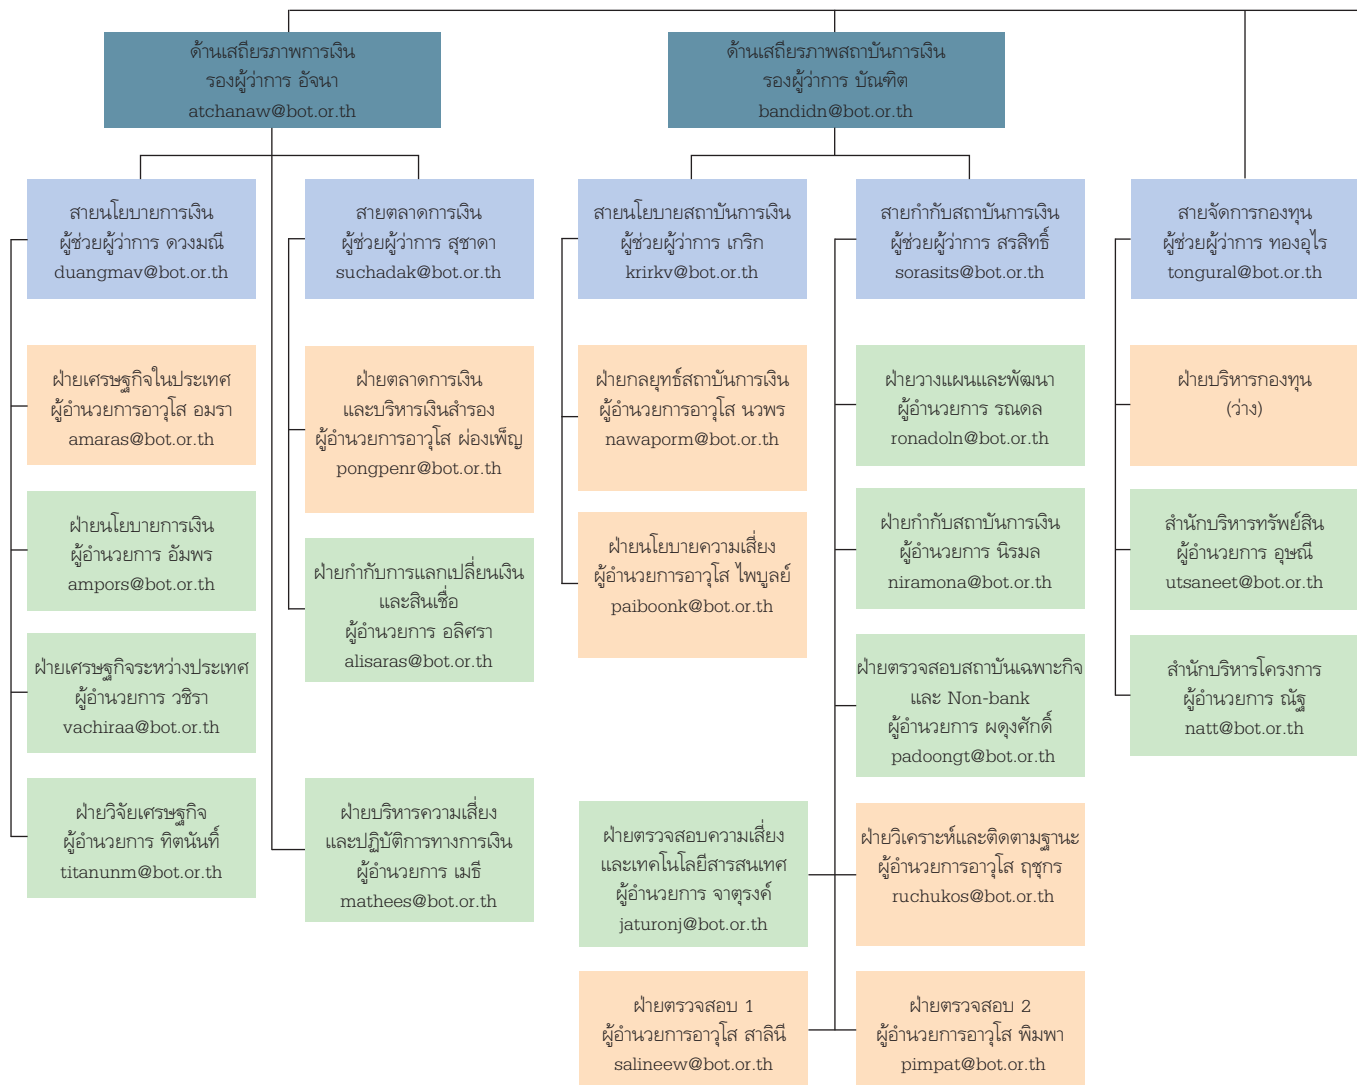 ด้านเสถียรภาพการเงิน
รองผู้ว่าการ อัจนา
atchanaw@bot.or.th
ด้านเสถียรภาพสถาบันการเงิน
รองผู้ว่าการ บัณฑิต
bandidn@bot.or.th
สายนโยบายการเงิน
ผู้ช่วยผู้ว่าการ ดวงมณี
duangmav@bot.or.th
สายตลาดการเงิน
ผู้ช่วยผู้ว่าการ สุชาดา
suchadak@bot.or.th
สายนโยบายสถาบันการเงิน
ผู้ช่วยผู้ว่าการ เกริก
krirkv@bot.or.th
สายกำกับสถาบันการเงิน
ผู้ช่วยผู้ว่าการ สรสิทธิ์
sorasits@bot.or.th
สายจัดการกองทุน
ผู้ช่วยผู้ว่าการ ทองอุไร
tongural@bot.or.th
ฝ่ายเศรษฐกิจในประเทศ
ผู้อำนวยการอาวุโส อมรา
amaras@bot.or.th
ฝ่ายตลาดการเงิน
และบริหารเงินสำรอง
ผู้อำนวยการอาวุโส ผ่องเพ็ญ
pongpenr@bot.or.th
ฝ่ายกลยุทธ์สถาบันการเงิน
ผู้อำนวยการอาวุโส นวพร
nawaporm@bot.or.th
ฝ่ายวางแผนและพัฒนา
ผู้อำนวยการ รณดล
ronadoln@bot.or.th
ฝ่ายบริหารกองทุน
(ว่าง)
ฝ่ายนโยบายการเงิน
ผู้อำนวยการ อัมพร
ampors@bot.or.th
ฝ่ายกำกับการแลกเปลี่ยนเงิน
และสินเชื่อ
ผู้อำนวยการ อลิศรา
alisaras@bot.or.th
ฝ่ายนโยบายความเสี่ยง
ผู้อำนวยการอาวุโส ไพบูลย์
paiboonk@bot.or.th
ฝ่ายกำกับสถาบันการเงิน
ผู้อำนวยการ นิรมล
niramona@bot.or.th
สำนักบริหารทรัพย์สิน
ผู้อำนวยการ อุษณี
utsaneet@bot.or.th
ฝ่ายเศรษฐกิจระหว่างประเทศ
ผู้อำนวยการ วชิรา
vachiraa@bot.or.th
ฝ่ายตรวจสอบสถาบันเฉพาะกิจ
และ Non-bank
ผู้อำนวยการ ผดุงศักดิ์
padoongt@bot.or.th
สำนักบริหารโครงการ
ผู้อำนวยการ ณัฐ
natt@bot.or.th
ฝ่ายวิจัยเศรษฐกิจ
ผู้อำนวยการ ทิตนันทิ์
titanunm@bot.or.th
ฝ่ายบริหารความเสี่ยง
และปฏิบัติการทางการเงิน
ผู้อำนวยการ เมธี
mathees@bot.or.th
ฝ่ายตรวจสอบความเสี่ยง
และเทคโนโลยีสารสนเทศ
ผู้อำนวยการ จาตุรงค์
jaturonj@bot.or.th
ฝ่ายวิเคราะห์และติดตามฐานะ
ผู้อำนวยการอาวุโส ฤชุกร
ruchukos@bot.or.th
ฝ่ายตรวจสอบ 1
ผู้อำนวยการอาวุโส สาลินี
salineew@bot.or.th
ฝ่ายตรวจสอบ 2
ผู้อำนวยการอาวุโส พิมพา
pimpat@bot.or.th